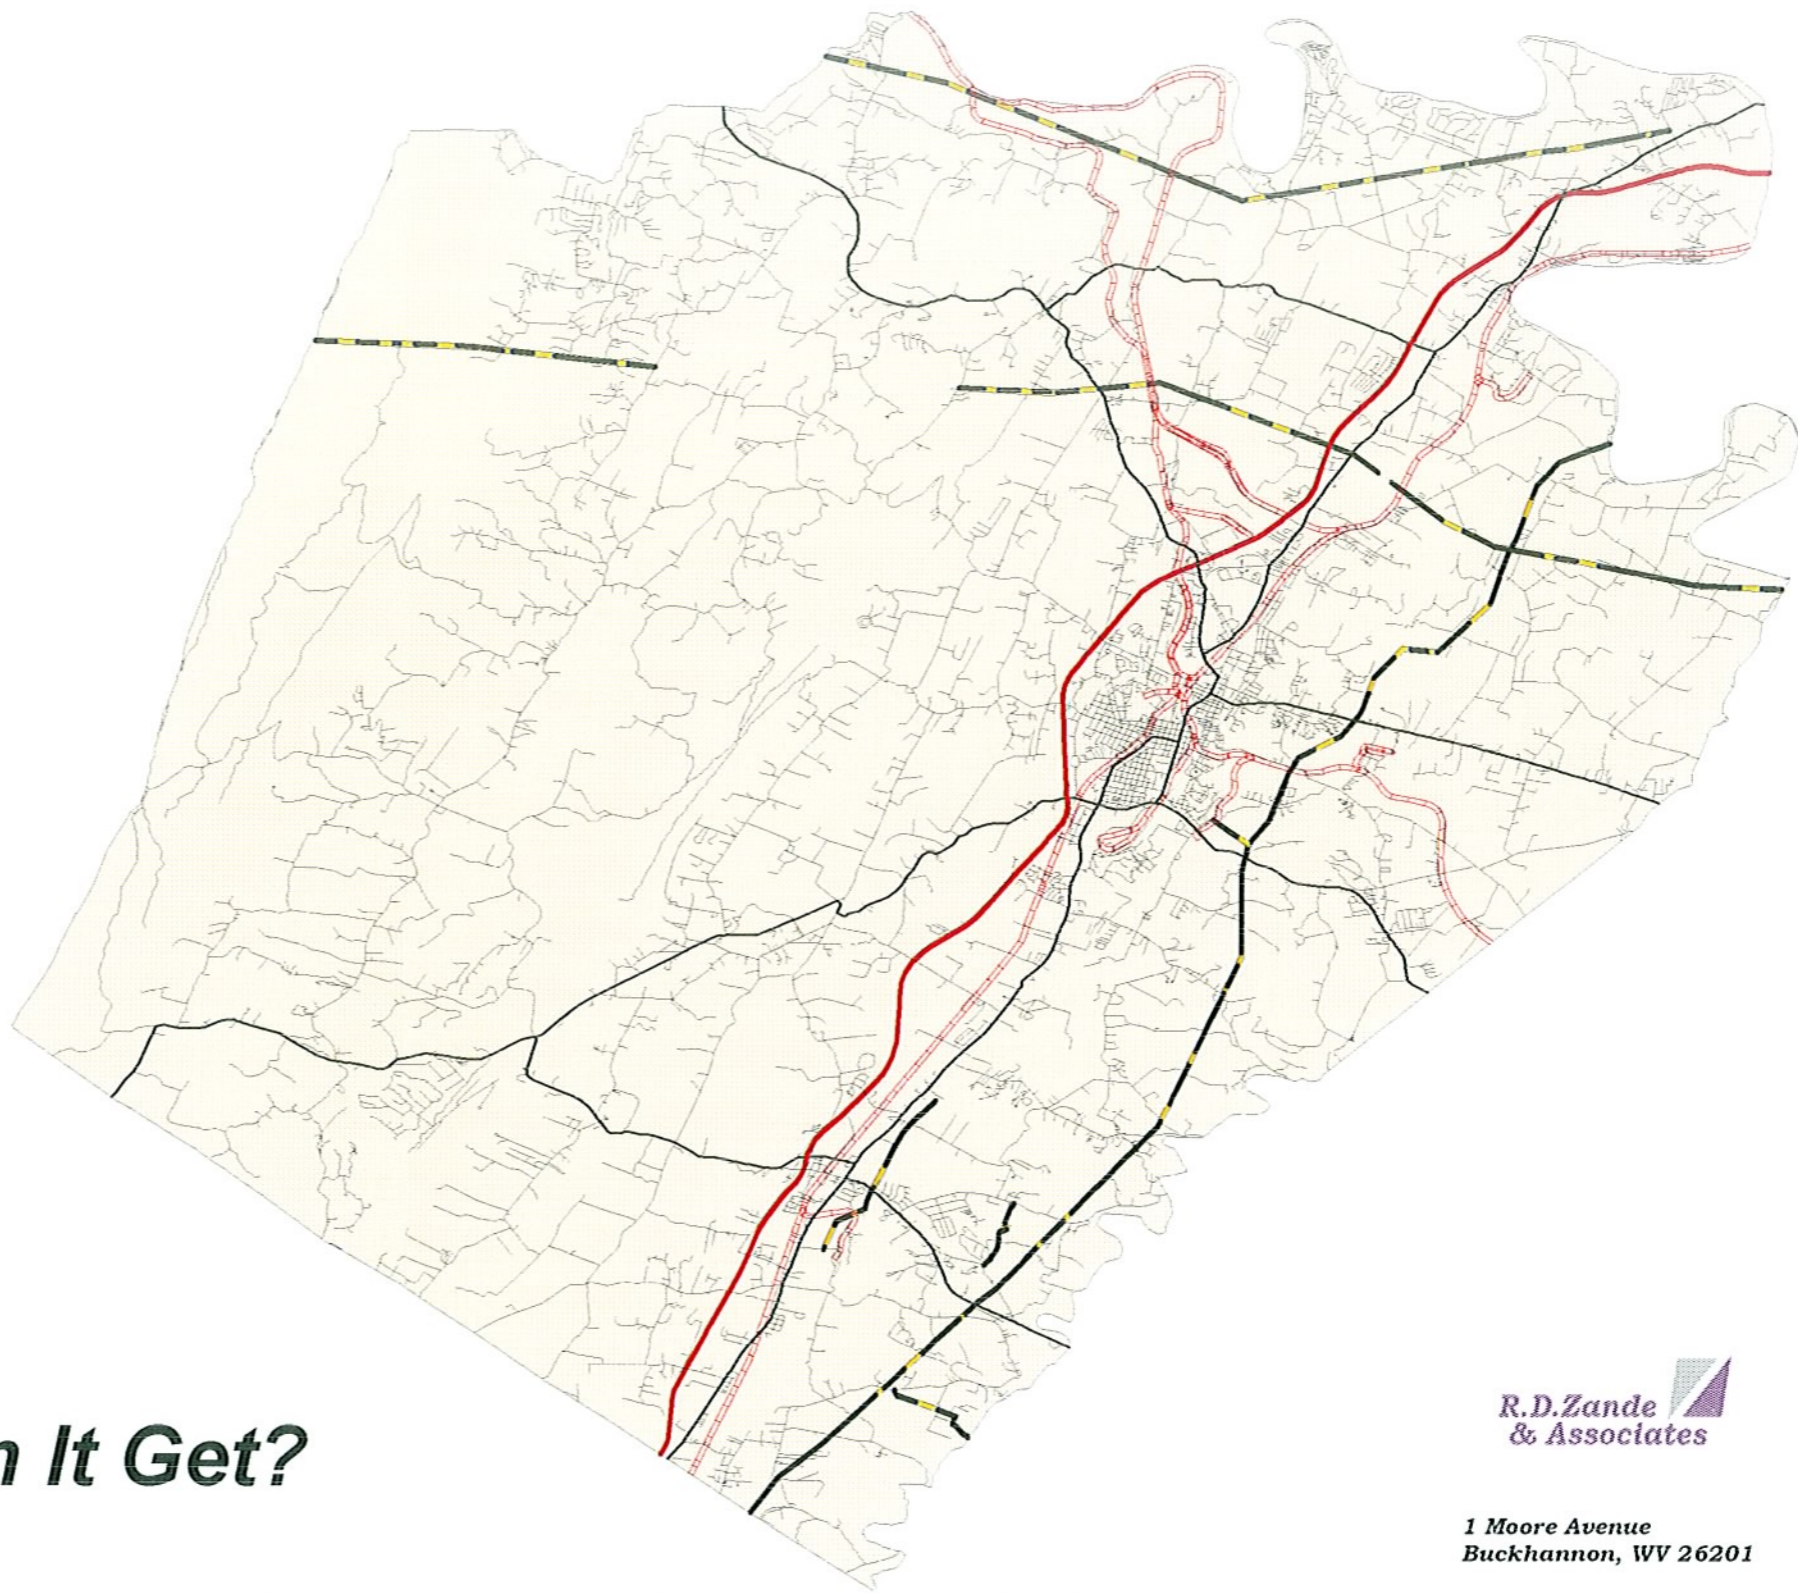 n It Get?
R.D.Zande
& Associates
1 Moore Avenue
Buckhannon, WV 26201